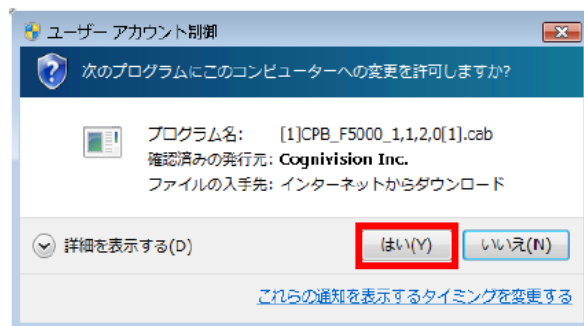 ユーザー アカウント制御
次のプログラムにこのコンピューターへの変更を許可しますか?
プログラム名: [1]CPB_F5000_1,1,2,0[1].cab
確認済みの発行元: Cognivision Inc.
ファイルの入手先: インターネットからダウンロード
詳細を表示する(D)
はい(Y)
いいえ(N)
これらの通知を表示するタイミングを変更する